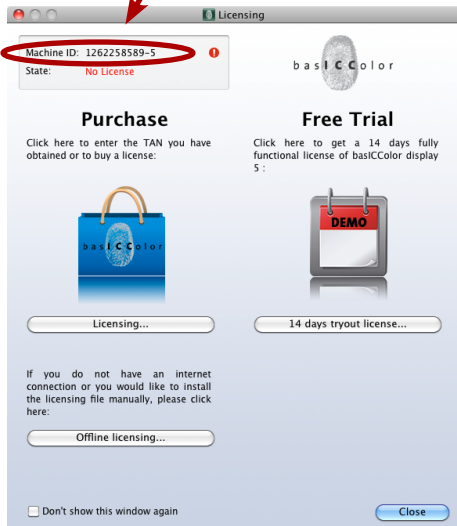 Licensing
Machine ID: 1262258589-5
State: No License
basICColor
Purchase
Click here to enter the TAN you have
obtained or to buy a license:
basICColor
Licensing...
If you do not have an internet
connection or you would like to install
the licensing file manually, please click
here:
Offline licensing...
Free Trial
Click here to get a 14 days fully
functional license of basICColor display
5 :
DEMO
14 days tryout license...
Don't show this window again
Close